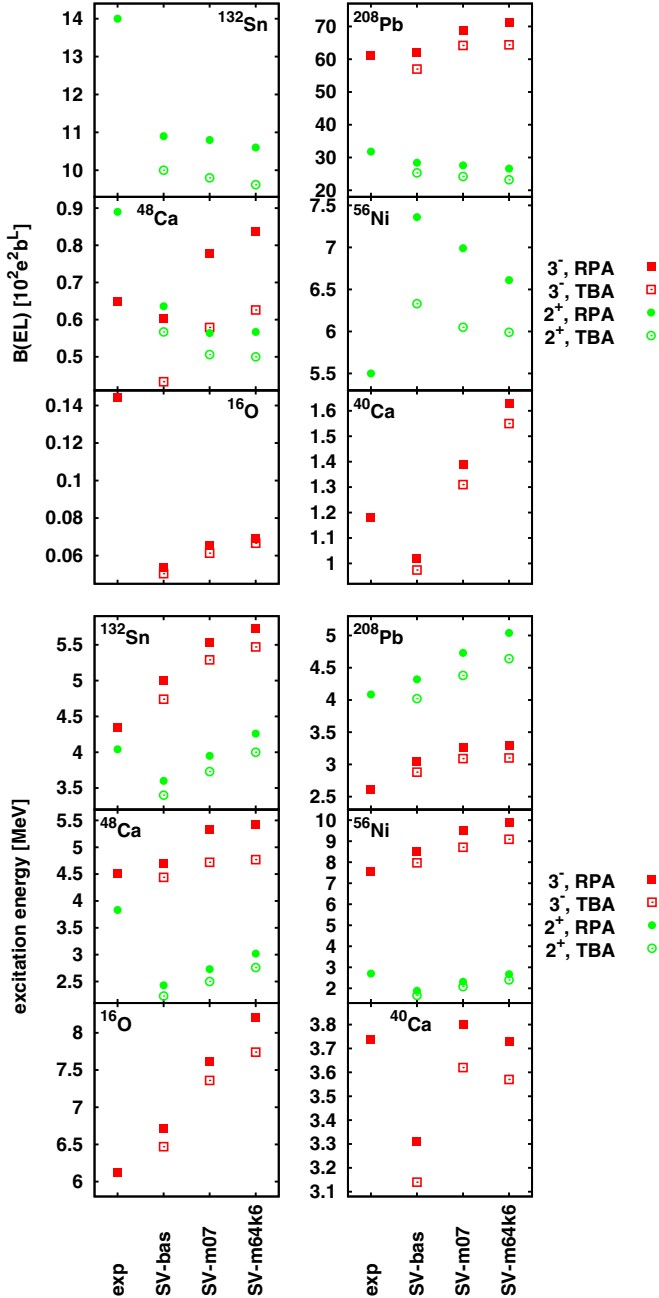 132Sn
14
13
12
11
10
208Pb
70
60
50
40
30
20
B(EL) [10^2e^2b^L]
48Ca
0.9
0.8
0.7
0.6
0.5
56Ni
7.5
7
6.5
6
5.5
3^-, RPA
3^-, TBA
2^+, RPA
2^+, TBA
16O
0.14
0.12
0.1
0.08
0.06
40Ca
1.6
1.5
1.4
1.3
1.2
1.1
1
132Sn
5.5
5
4.5
4
3.5
208Pb
5
4.5
4
3.5
3
2.5
excitation energy [MeV]
48Ca
5.5
5
4.5
4
3.5
3
2.5
56Ni
10
9
8
7
6
5
4
3
2
3^-, RPA
3^-, TBA
2^+, RPA
2^+, TBA
16O
8
7.5
7
6.5
6
40Ca
3.8
3.7
3.6
3.5
3.4
3.3
3.2
3.1
exp
SV-bas
SV-m07
SV-m64k6
exp
SV-bas
SV-m07
SV-m64k6